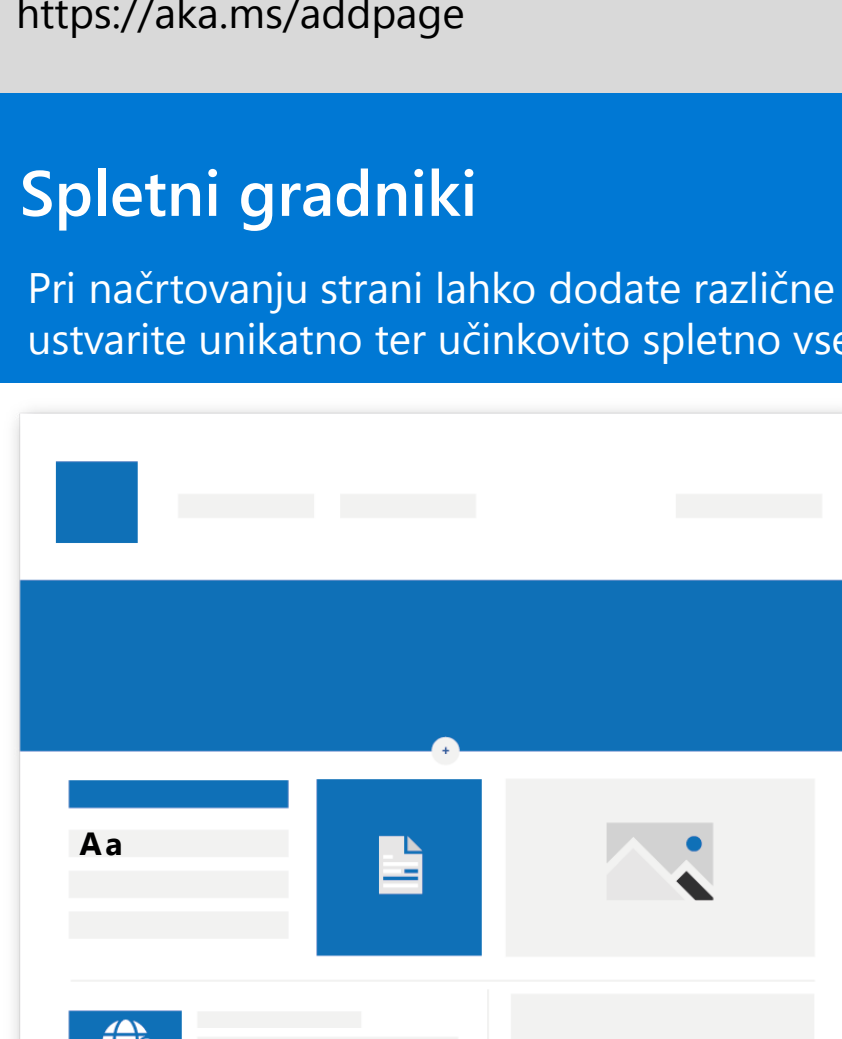 https://aka.ms/addpage
Spletni gradniki
Pri načrtovanju strani lahko dodate različne
ustvarite unikatno ter učinkovito spletno
Aa